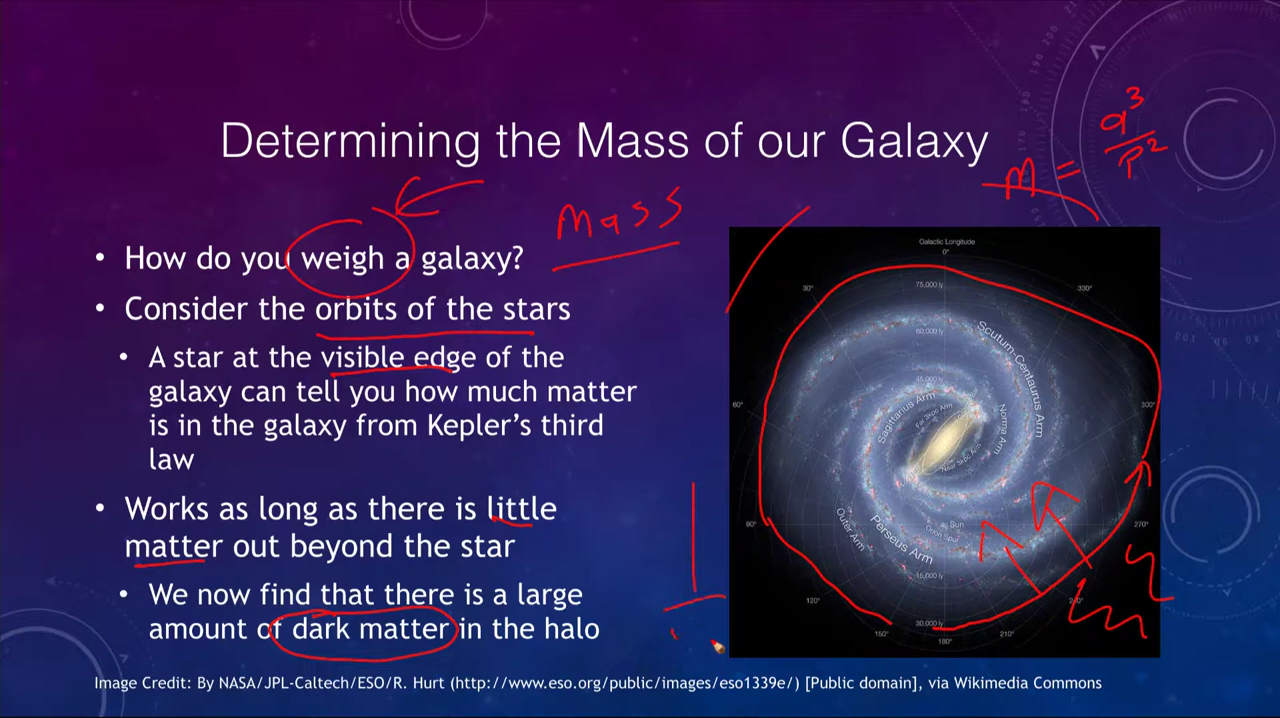 Determining the Mass of our Galaxy
M = a³/P²
Mass
• How do you weigh a galaxy?
• Consider the orbits of the stars
• A star at the visible edge of the
galaxy can tell you how much matter
is in the galaxy from Kepler's third
law
• Works as long as there is little
matter out beyond the star
• We now find that there is a large
amount of dark matter in the halo
Galactic Longitude
0°
30°
330°
75,000 ly
60,000 ly
Scutum-Centaurus Arm
45,000 ly
60°
300°
Sagittarius Arm
Far 3kpc Arm
Norma Arm
Near 3kpc Arm
90°
Outer Arm
Perseus Arm
Sun
Orion Spur
270°
15,000 ly
120°
240°
30,000 ly
150°
210°
180°
Image Credit: By NASA/JPL-Caltech/ESO/R. Hurt (http://www.eso.org/public/images/eso1339e/) [Public domain], via Wikimedia Commons